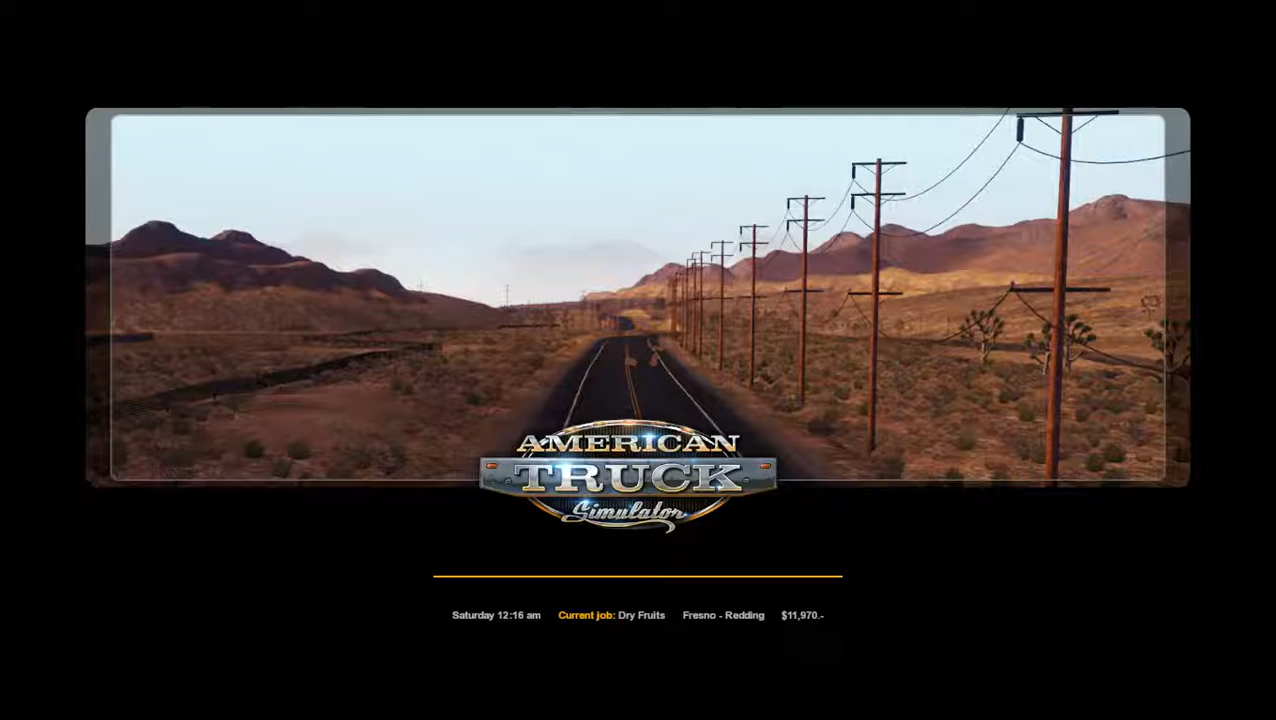 AMERICAN
TRUCK
Simulator
Saturday 12:16 am Current job: Dry Fruits Fresno - Redding $11,970.-